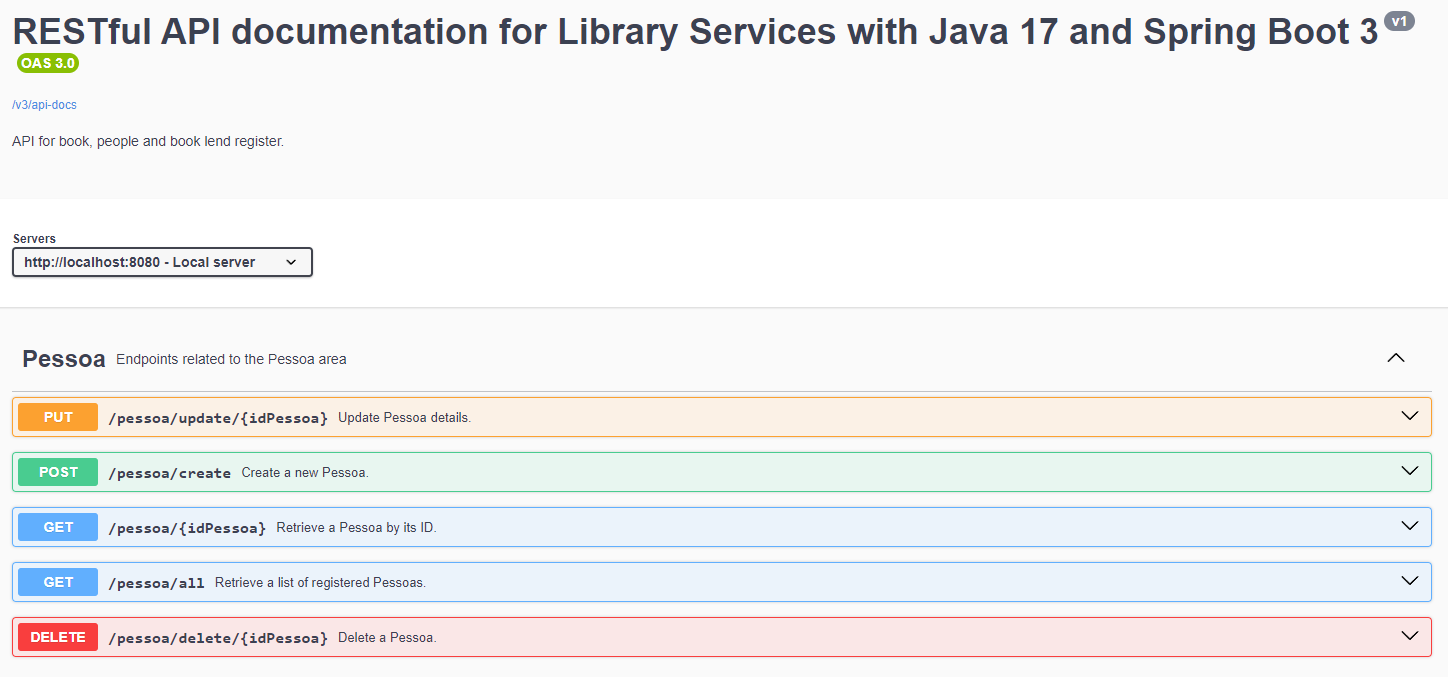 RESTful API documentation for Library Services with Java 17 and Spring Boot 3 v1
OAS 3.0
/v3/api-docs
API for book, people and book lend register.
Servers
http://localhost:8080 - Local server
Pessoa Endpoints related to the Pessoa area
PUT /pessoa/update/{idPessoa} Update Pessoa details.
POST /pessoa/create Create a new Pessoa.
GET /pessoa/{idPessoa} Retrieve a Pessoa by its ID.
GET /pessoa/all Retrieve a list of registered Pessoas.
DELETE /pessoa/delete/{idPessoa} Delete a Pessoa.